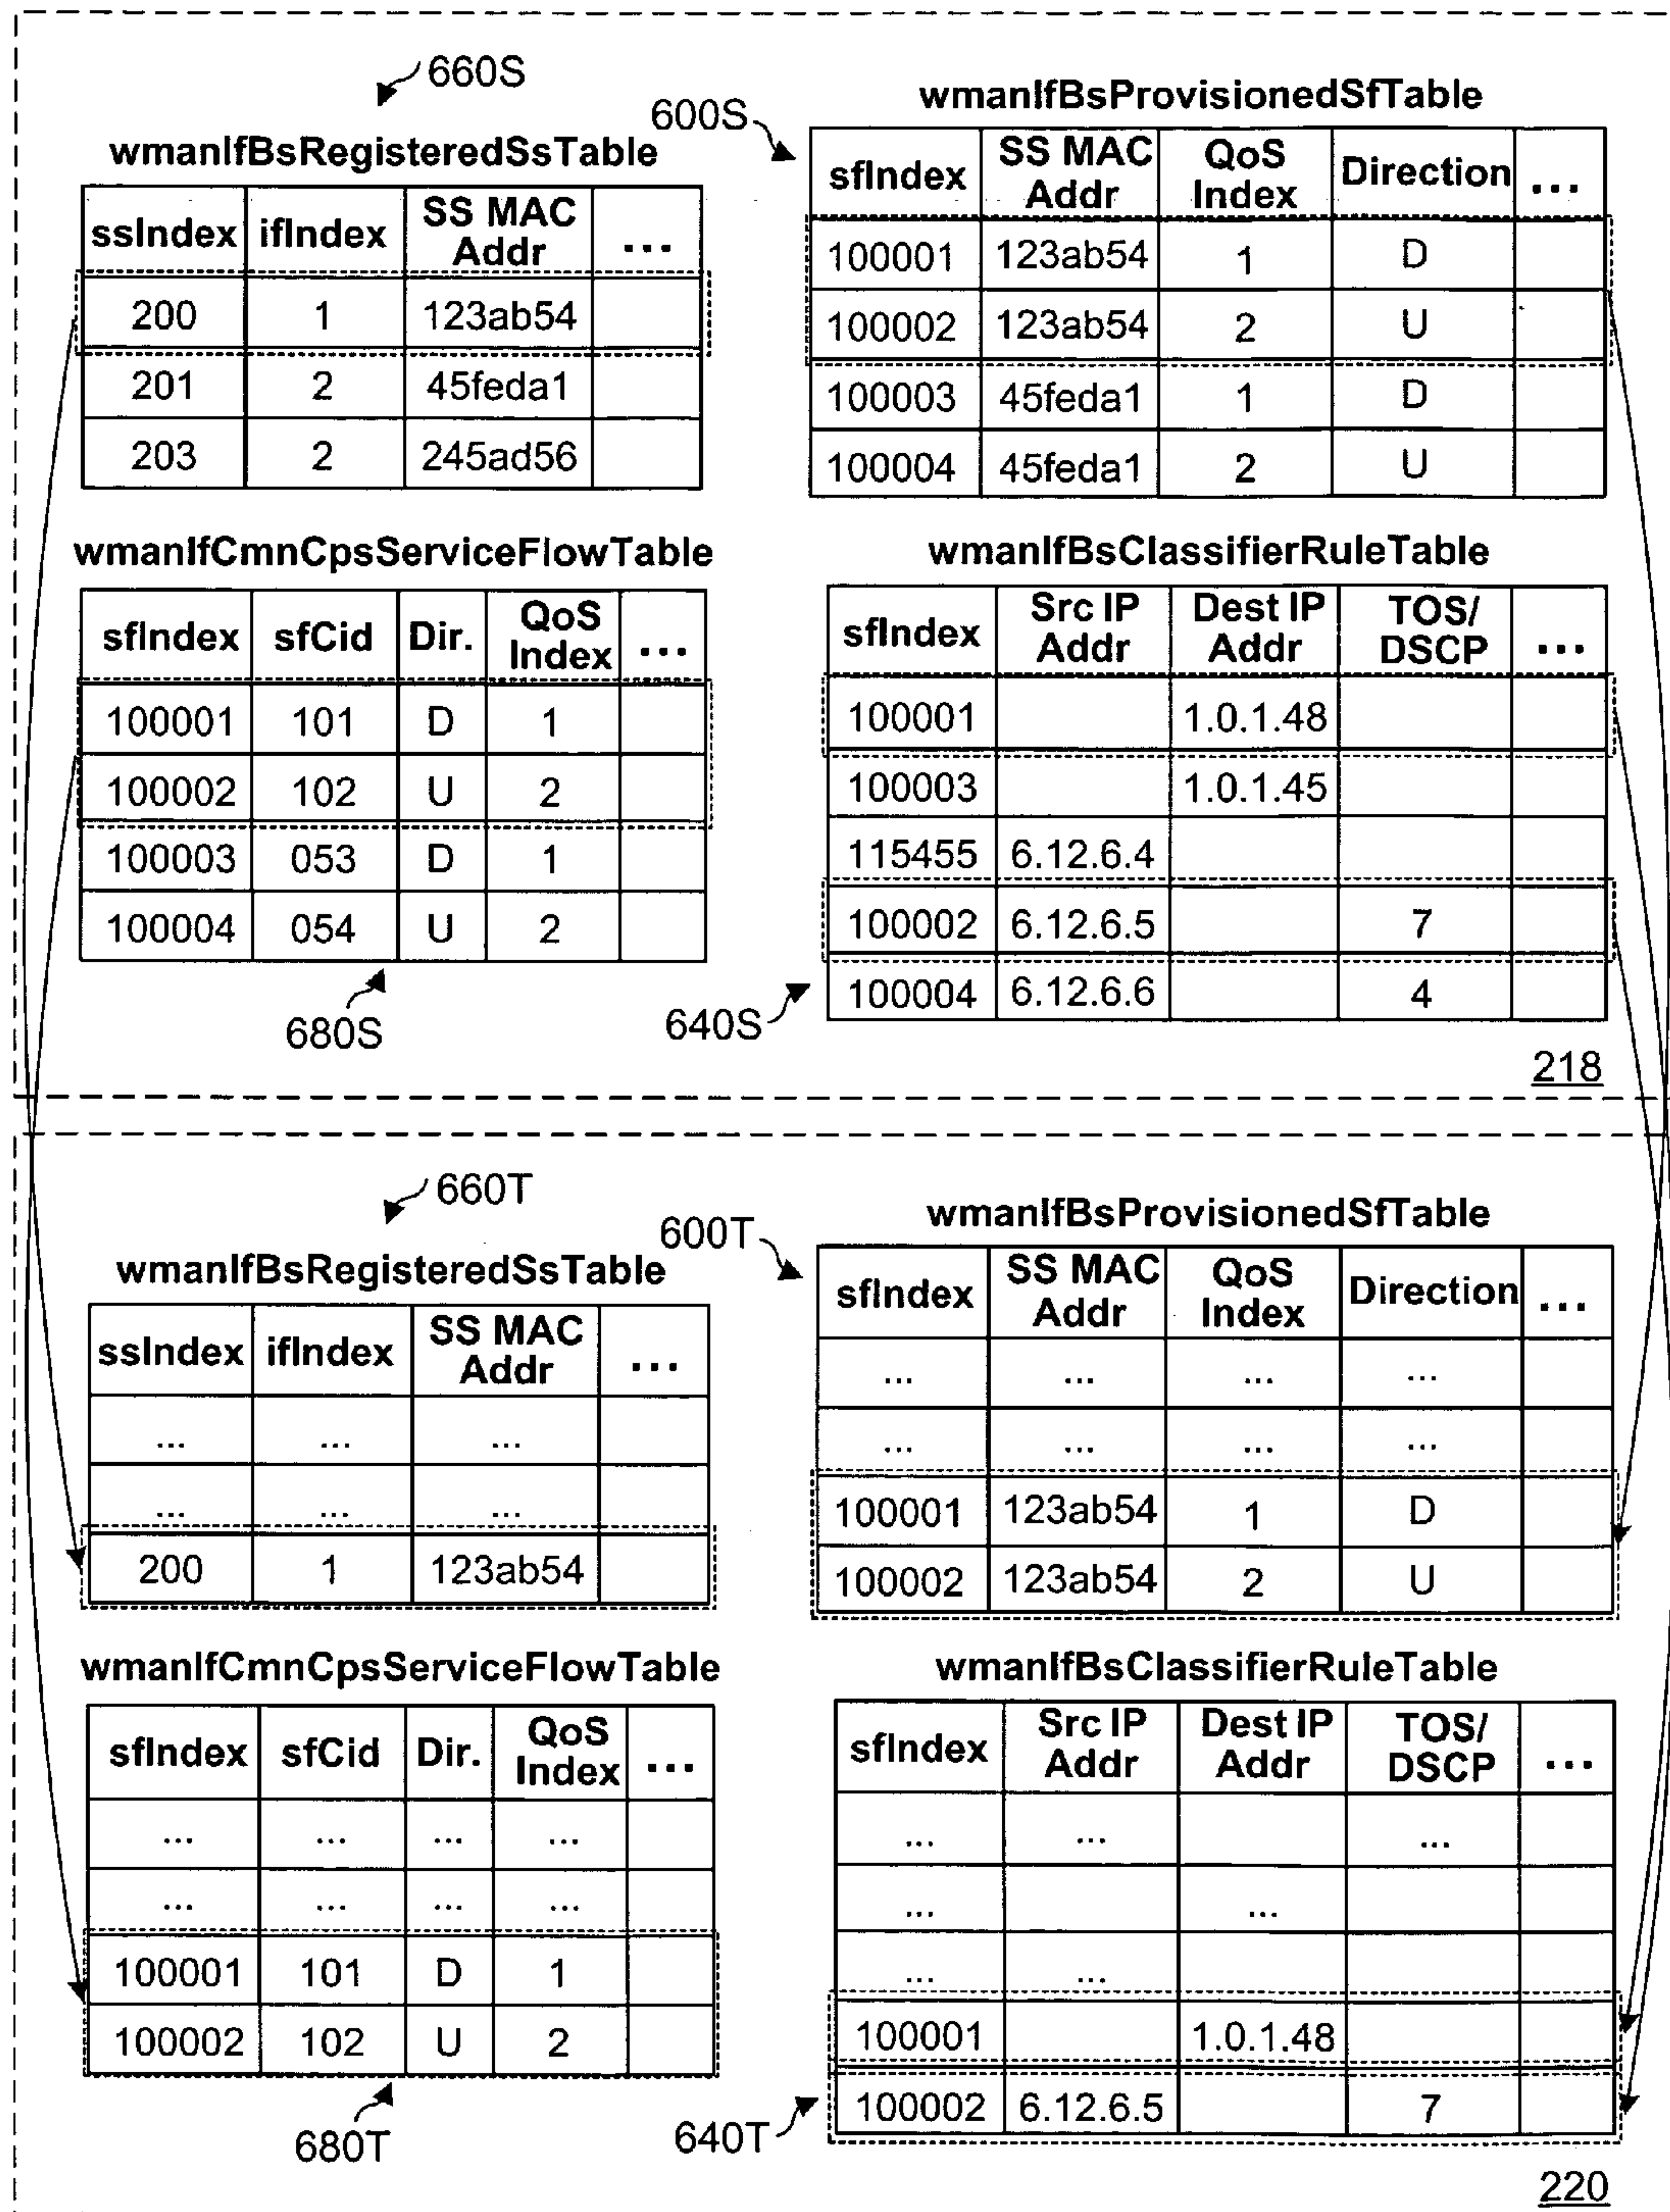 660S
wmanIfBsRegisteredSsTable
ssIndex ifIndex SS MAC Addr ...
200 1 123ab54
201 2 45feda1
203 2 245ad56
600S
wmanIfBsProvisionedSfTable
sfIndex SS MAC Addr QoS Index Direction ...
100001 123ab54 1 D
100002 123ab54 2 U
100003 45feda1 1 D
100004 45feda1 2 U
wmanIfCmnCpsServiceFlowTable
sfIndex sfCid Dir. QoS Index ...
100001 101 D 1
100002 102 U 2
100003 053 D 1
100004 054 U 2
680S
wmanIfBsClassifierRuleTable
sfIndex Src IP Addr Dest IP Addr TOS/ DSCP ...
100001 1.0.1.48
100003 1.0.1.45
115455 6.12.6.4
100002 6.12.6.5 7
100004 6.12.6.6 4
640S
218
660T
wmanIfBsRegisteredSsTable
ssIndex ifIndex SS MAC Addr ...
... ... ...
... ... ...
200 1 123ab54
600T
wmanIfBsProvisionedSfTable
sfIndex SS MAC Addr QoS Index Direction ...
... ... ... ...
... ... ... ...
100001 123ab54 1 D
100002 123ab54 2 U
wmanIfCmnCpsServiceFlowTable
sfIndex sfCid Dir. QoS Index ...
... ... ... ...
... ... ... ...
100001 101 D 1
100002 102 U 2
680T
wmanIfBsClassifierRuleTable
sfIndex Src IP Addr Dest IP Addr TOS/ DSCP ...
... ... ...
... ...
... ...
100001 1.0.1.48
100002 6.12.6.5 7
640T
220